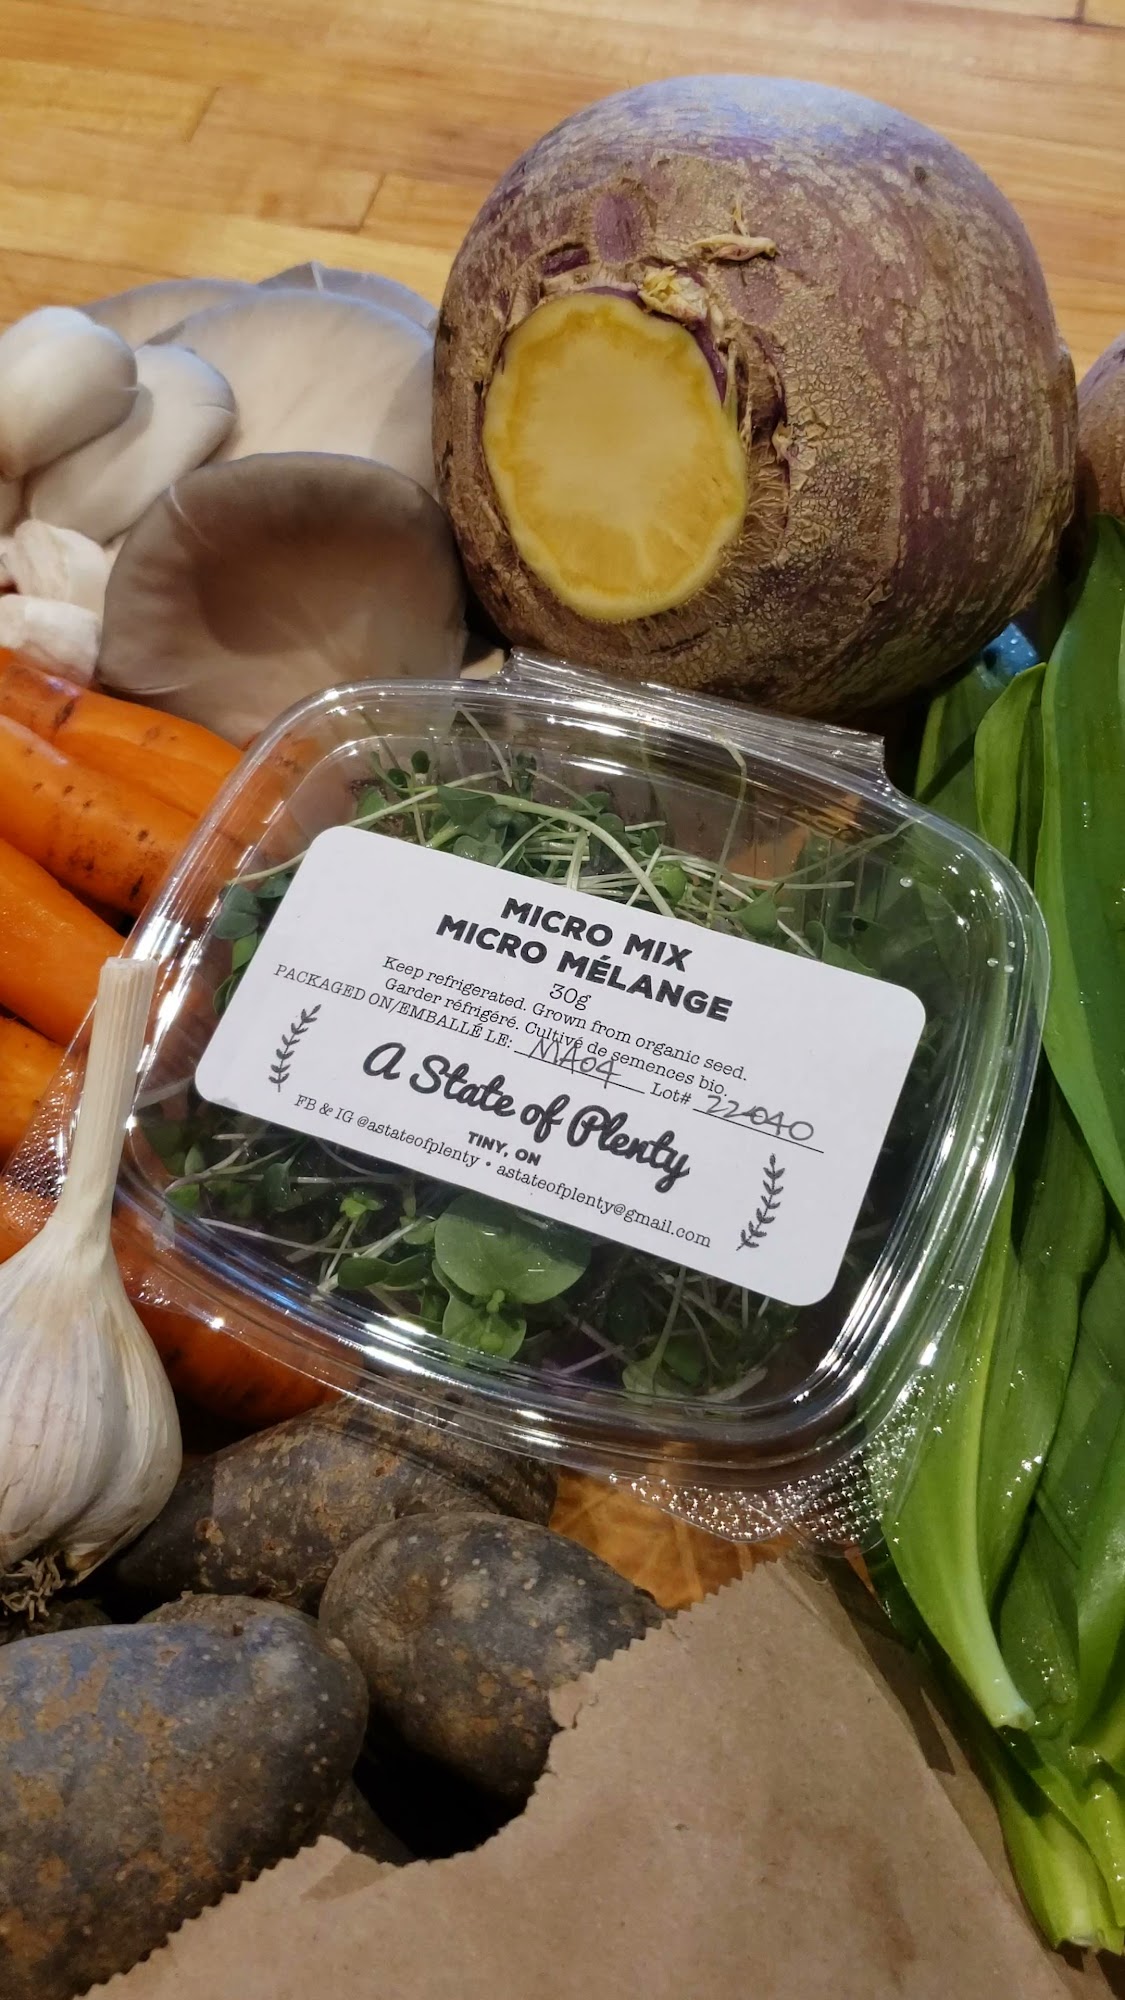 MICRO MIX
MICRO MÉLANGE
30g
Keep refrigerated. Grown from organic seed.
Garder réfrigéré. Cultivé de semences bio.
PACKAGED ON/EMBALLÉ LE: MA04 Lot# 22040
A State of Plenty
TINY, ON
FB & IG @astateofplenty • astateofplenty@gmail.com